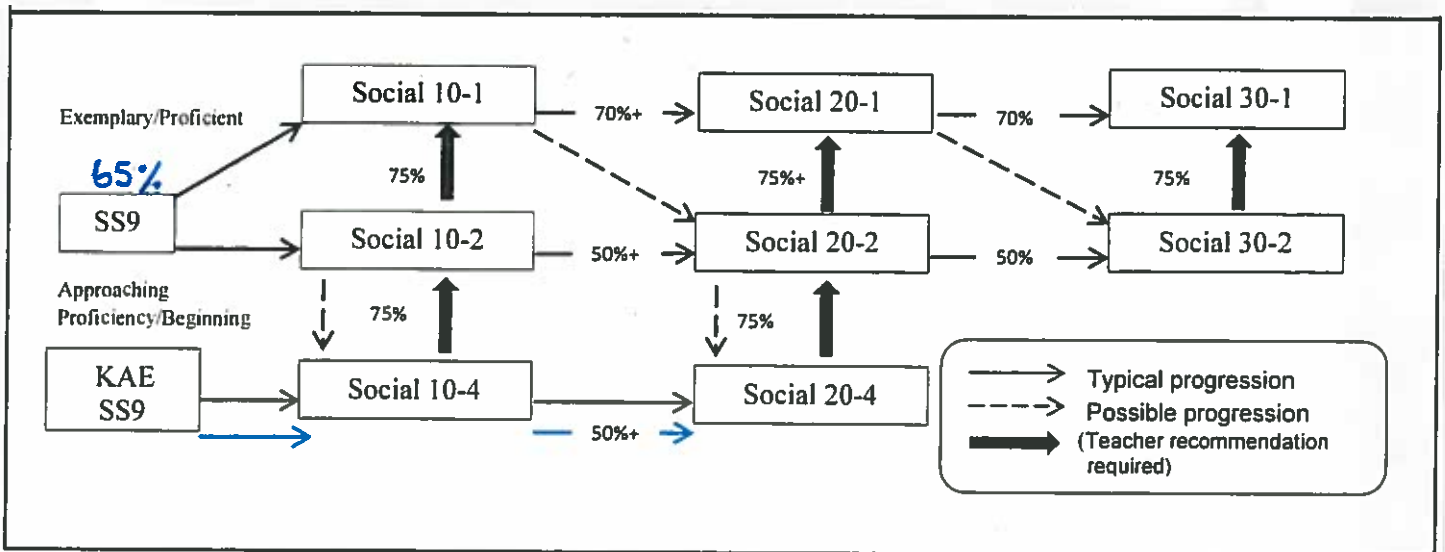 Social 10-1
Social 20-1
Social 30-1
Exemplary/Proficient
70%+
70%
65%
75%
75%+
75%
SS9
Social 10-2
Social 20-2
Social 30-2
50%+
50%
Approaching
Proficiency/Beginning
75%
75%
KAE
SS9
Social 10-4
Social 20-4
50%+
Typical progression
Possible progression
(Teacher recommendation
required)